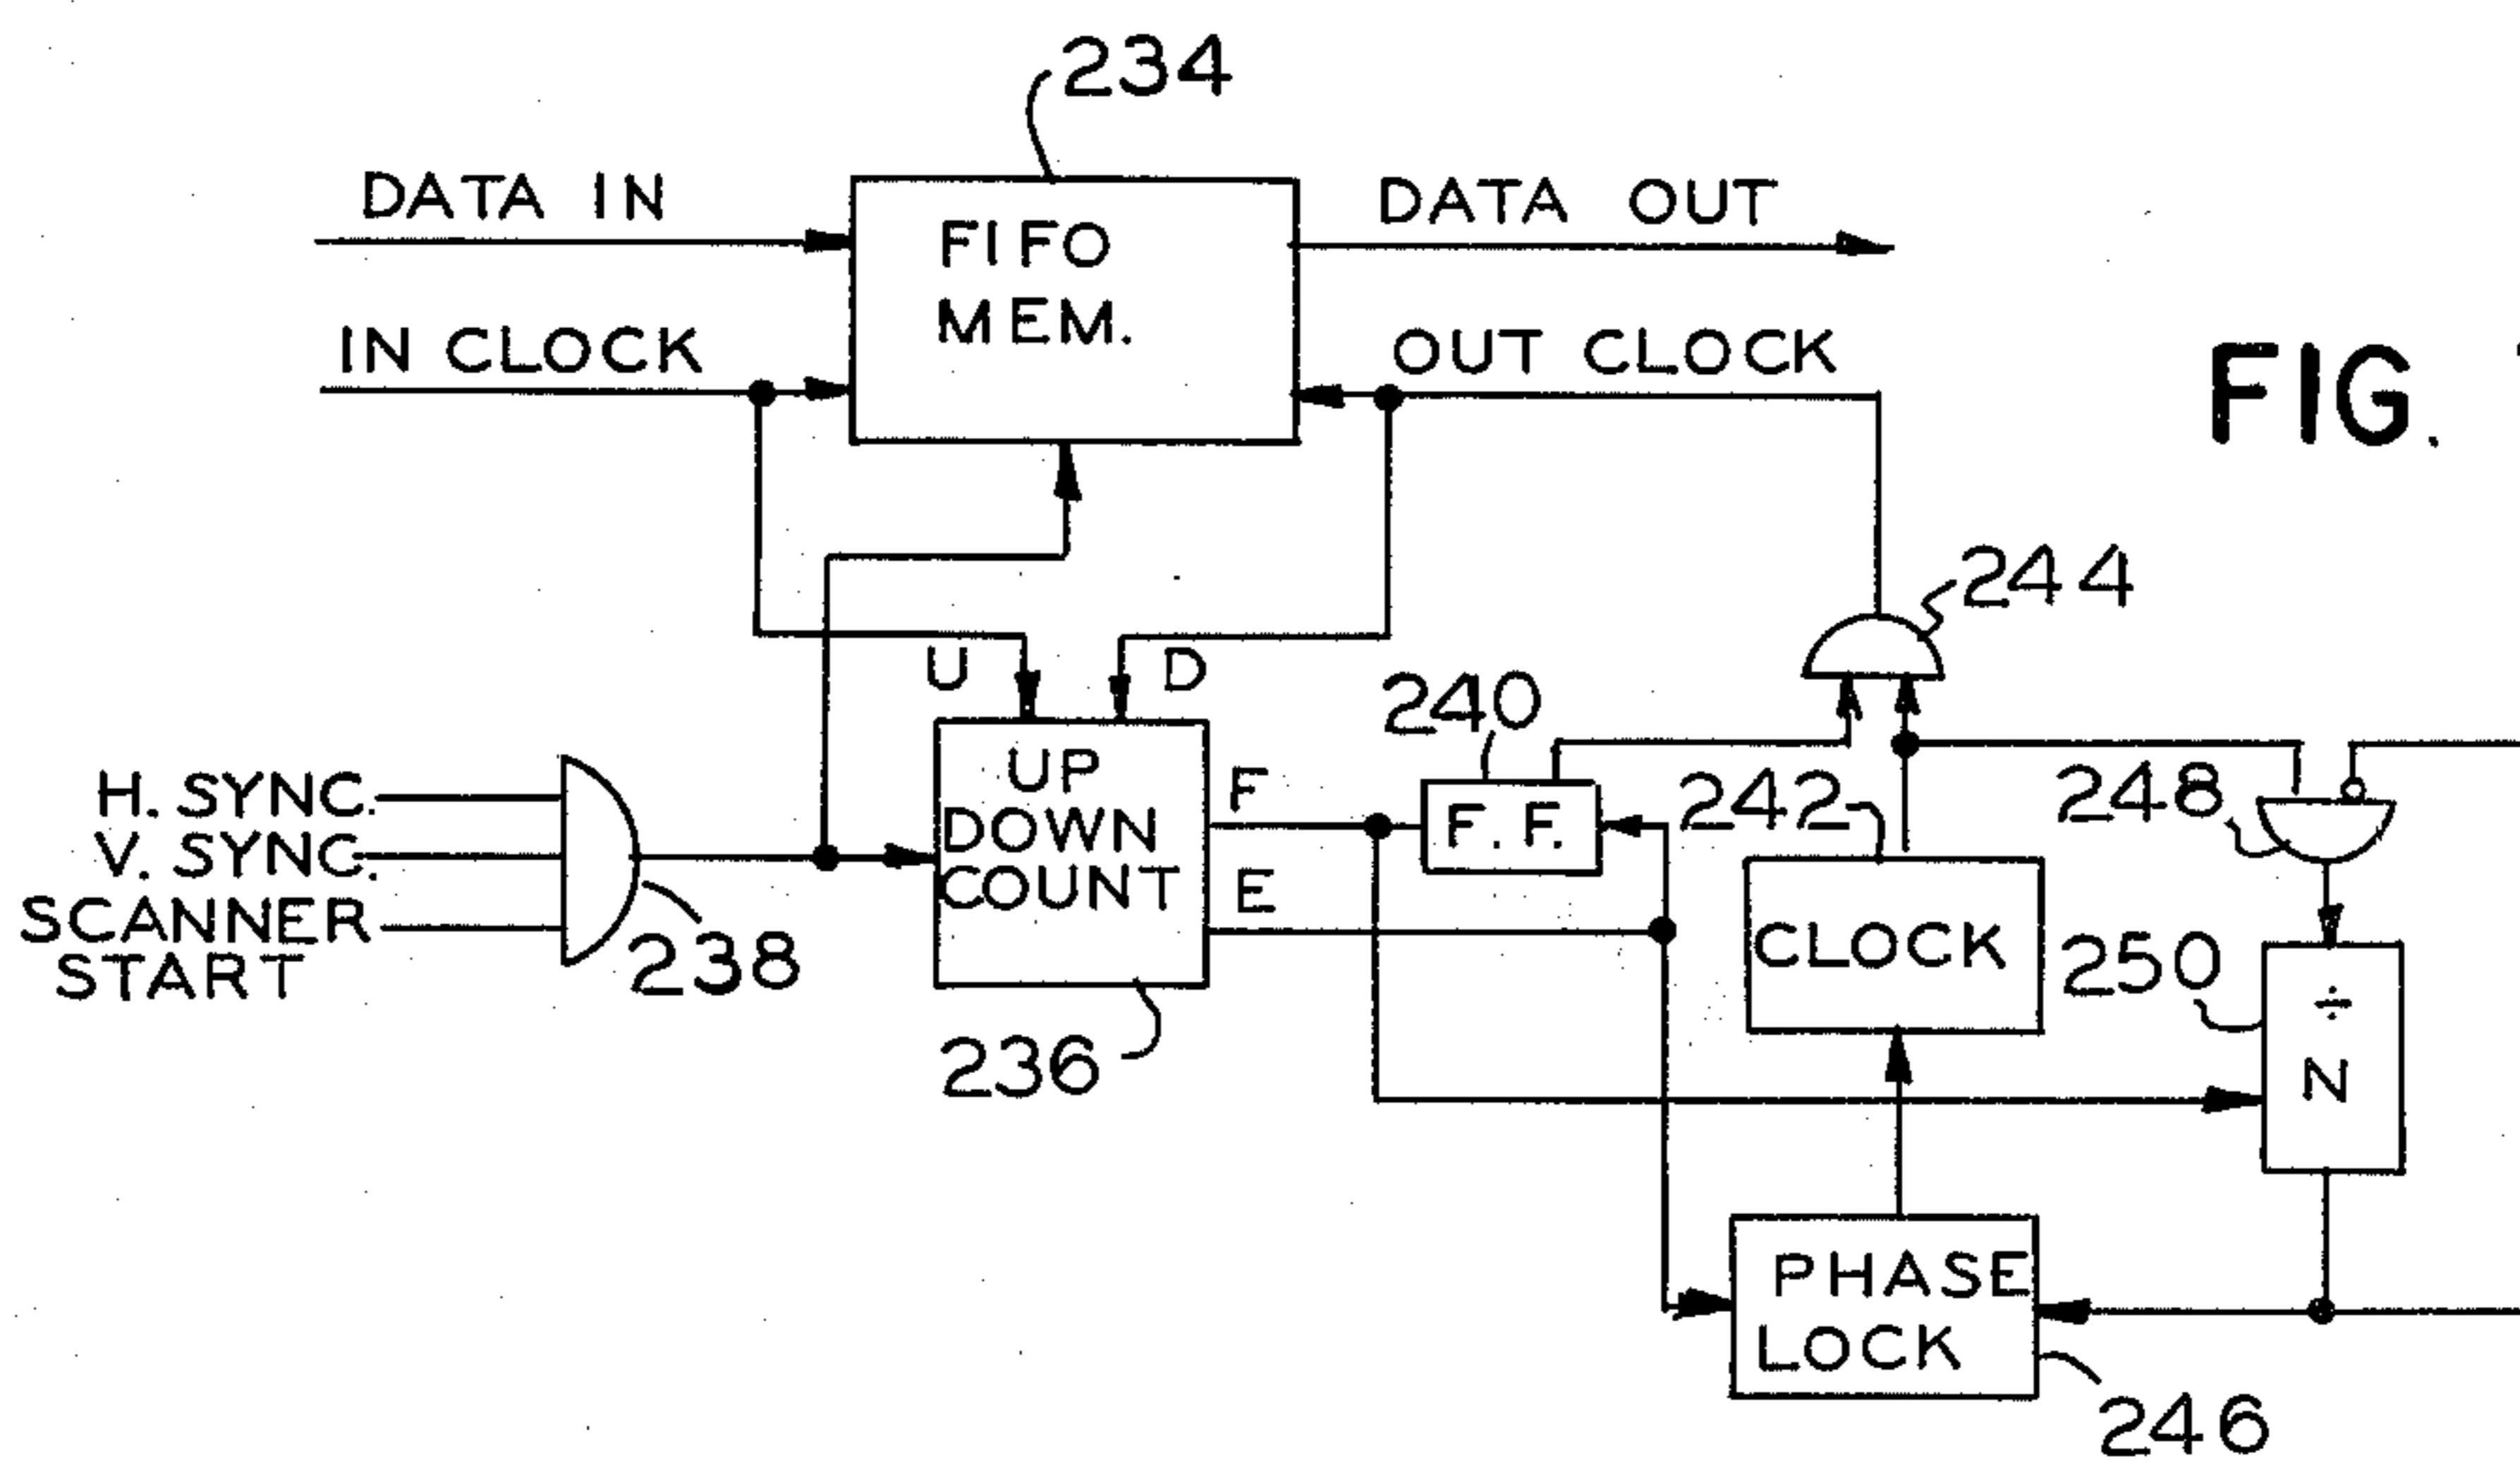 234
DATA IN
DATA OUT
FIFO
MEM.
IN CLOCK
OUT CLOCK
FIG.
244
U
D
240
H. SYNC.
V. SYNC.
SCANNER
START
238
UP
DOWN
COUNT
F
E
F. F.
242
248
CLOCK
250
÷
N
236
PHASE
LOCK
246